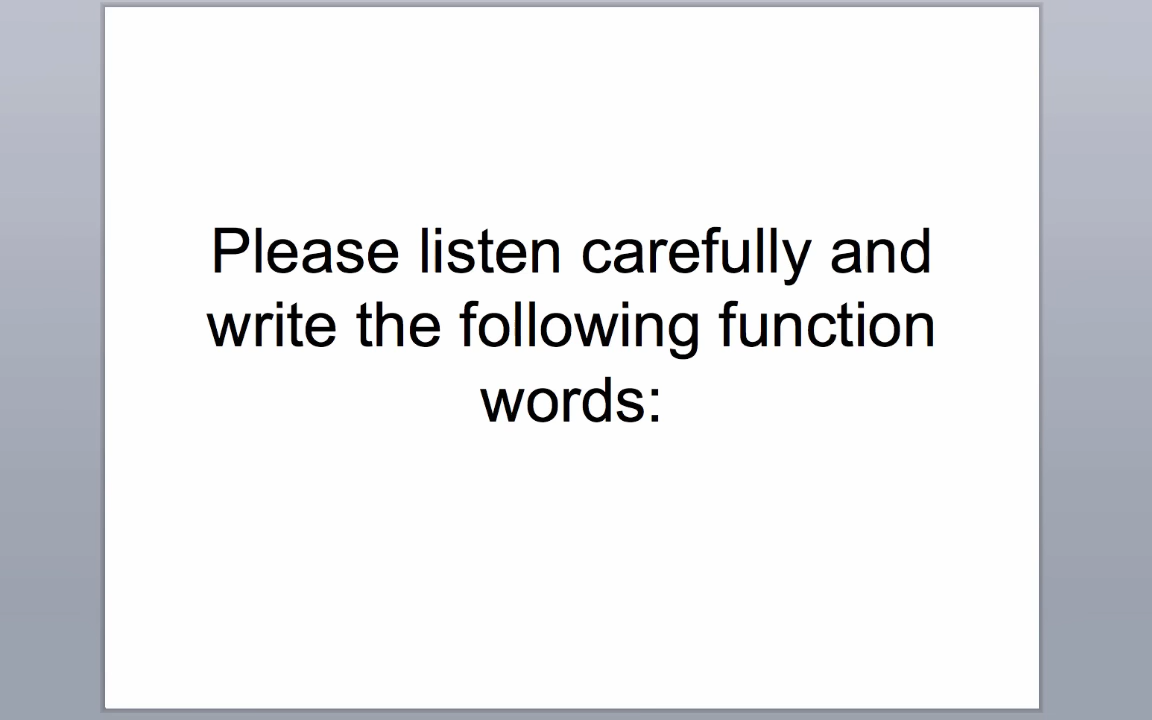 Please listen carefully and
write the following function
words: